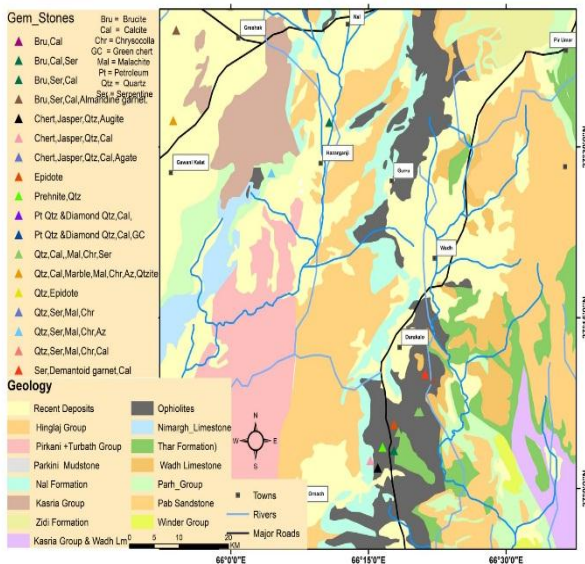 Gem_Stones
Bru = Brucite
Cal = Calcite
Chr = Chrysocolla
GC = Green chert
Mal = Malachite
Pt = Petroleum
Qtz = Quartz
Ser = Serpentine
Bru,Cal
Bru,Cal,Ser
Bru,Ser,Cal
Bru,Ser,Cal,Almandine garnet.
Chert,Jasper,Qtz,Augite
Chert,Jasper,Qtz,Cal
Chert,Jasper,Qtz,Cal,Agate
Epidote
Prehnite,Qtz
Pt Qtz &Diamond Qtz,Cal,
Pt Qtz &Diamond Qtz,Cal,GC
Qtz,Cal,,Mal,Chr,Ser
Qtz,Cal,Marble,Mal,Chr,Az,Qtzite
Qtz,Epidote
Qtz,Ser,Mal,Chr
Qtz,Ser,Mal,Chr,Az
Qtz,Ser,Mal,Chr,Cal
Ser,Demantoid garnet,Cal
Geology
Recent Deposits
Hinglaj Group
Pirkani +Turbath Group
Parkini Mudstone
Nal Formation
Kasria Group
Zidi Formation
Kasria Group & Wadh Lm
Ophiolites
Nimargh_Limestone
Thar Formation)
Wadh Limestone
Parh_Group
Pab Sandstone
Winder Group
N
W
E
S
Towns
Rivers
Major Roads
0
10
20
KM
Greshak
Nal
Pir Umar
Gawani Kalat
Hazarganji
Gurru
Wadh
Ornach
66°0'0"E
66°15'0"E
66°30'0"E